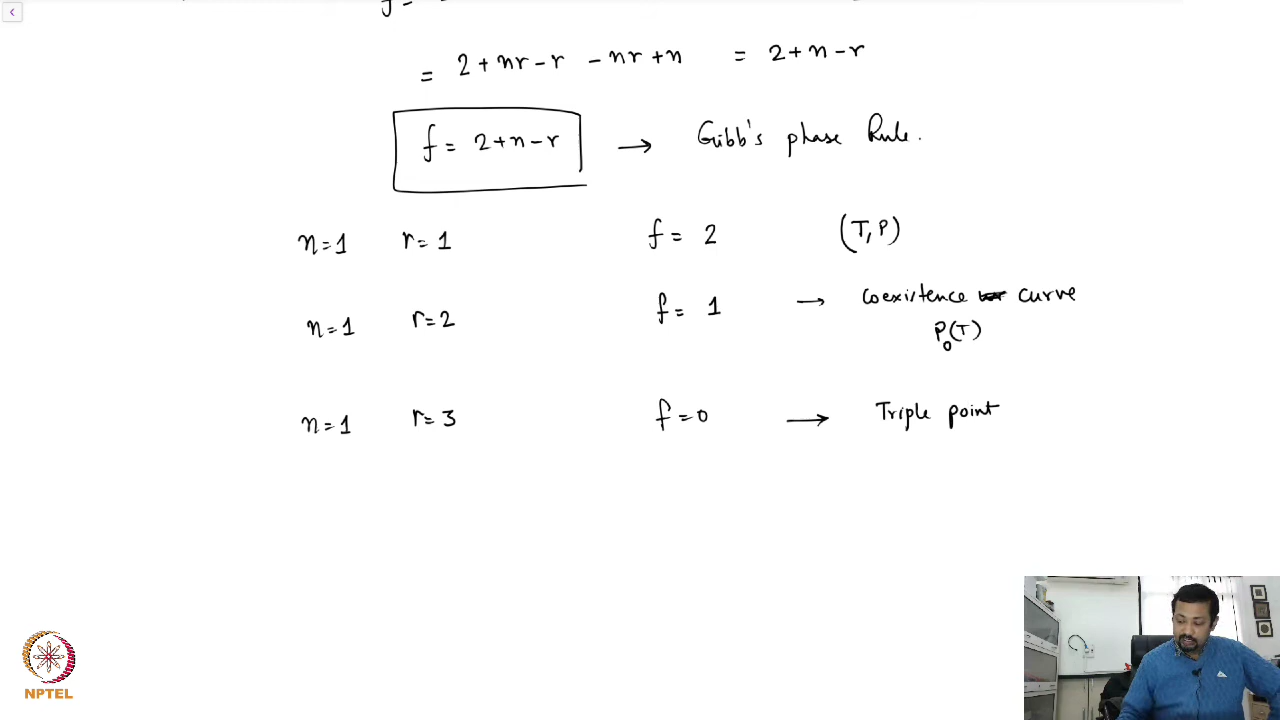 = 2 + nr - r - nr + n = 2 + n - r
f = 2 + n - r → Gibb's phase Rule.
n = 1 r = 1 f = 2 (T, P)
n = 1 r = 2 f = 1 → coexistence curve
P₀(T)
n = 1 r = 3 f = 0 → Triple point
NPTEL